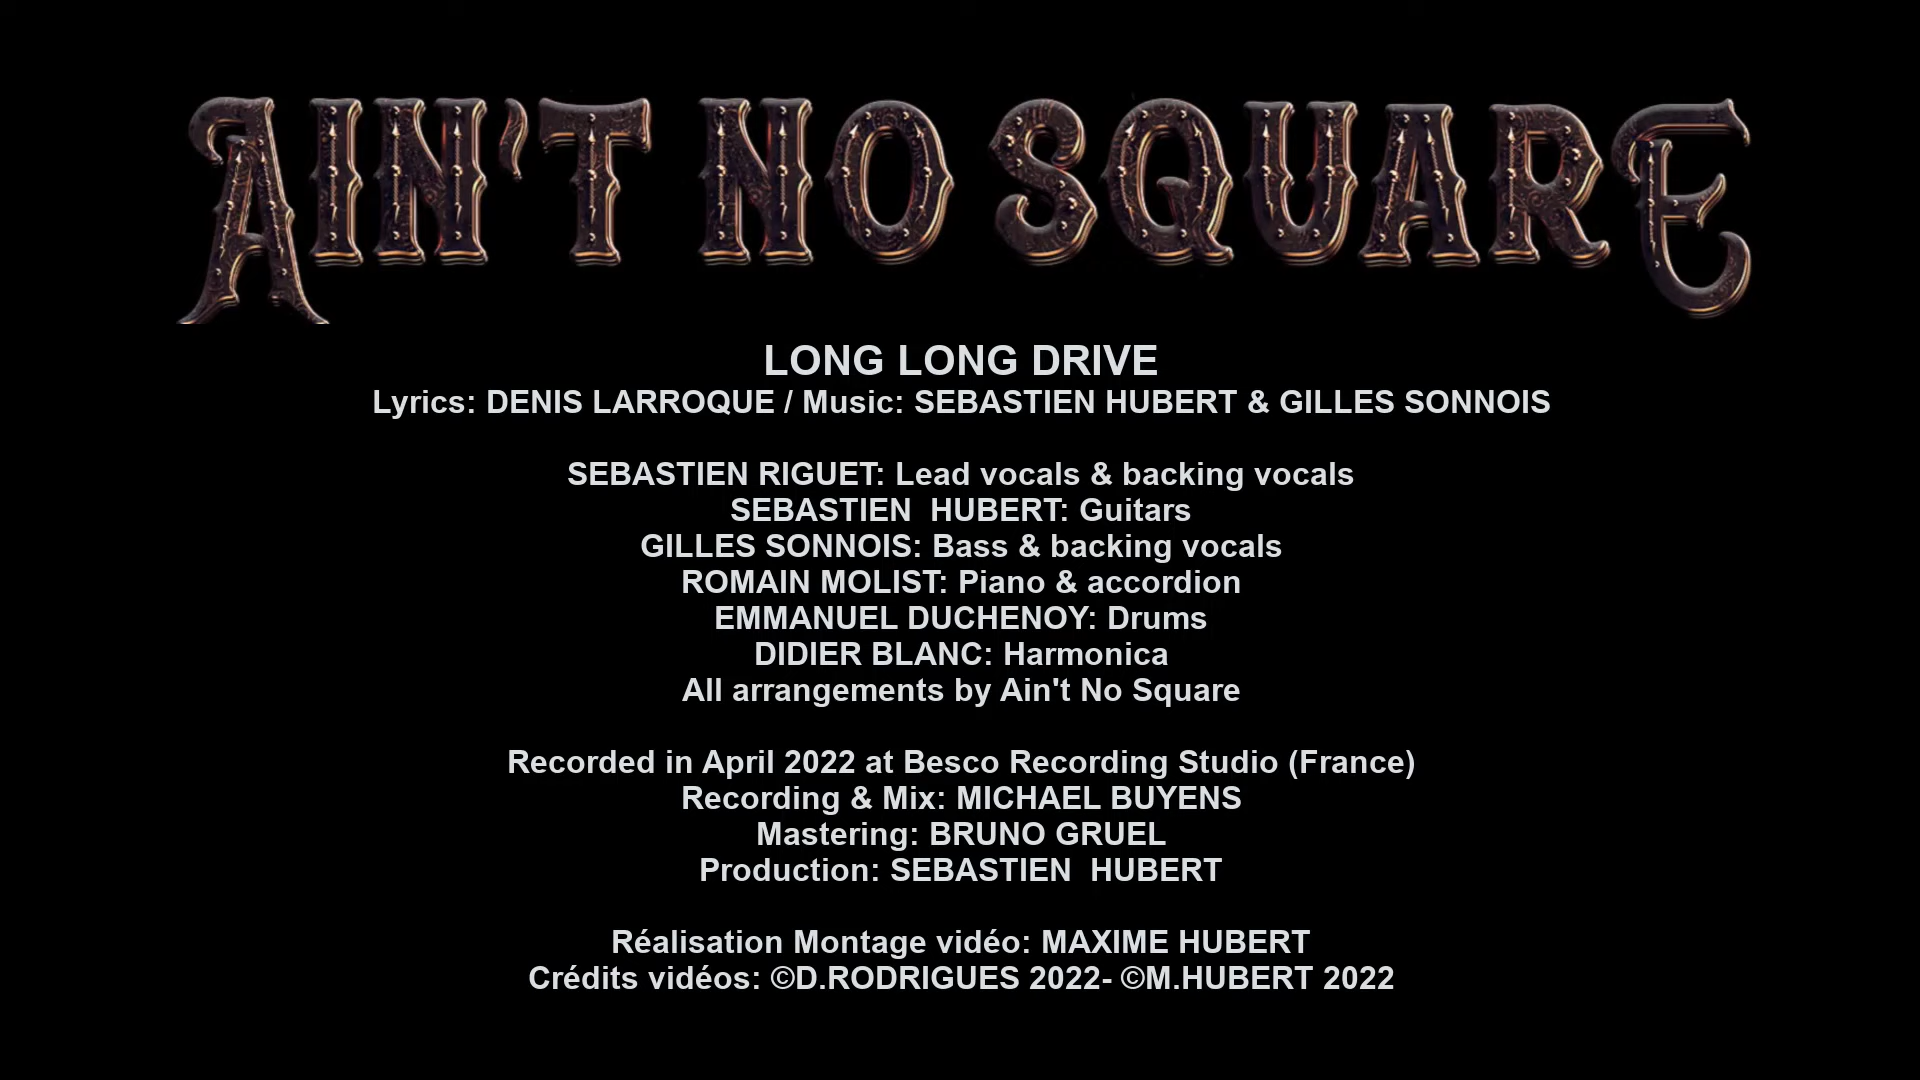 AIN'T NO SQUARE
LONG LONG DRIVE
Lyrics: DENIS LARROQUE / Music: SEBASTIEN HUBERT & GILLES SONNOIS
SEBASTIEN RIGUET: Lead vocals & backing vocals
SEBASTIEN  HUBERT: Guitars
GILLES SONNOIS: Bass & backing vocals
ROMAIN MOLIST: Piano & accordion
EMMANUEL DUCHENOY: Drums
DIDIER BLANC: Harmonica
All arrangements by Ain't No Square
Recorded in April 2022 at Besco Recording Studio (France)
Recording & Mix: MICHAEL BUYENS
Mastering: BRUNO GRUEL
Production: SEBASTIEN  HUBERT
Réalisation Montage vidéo: MAXIME HUBERT
Crédits vidéos: ©D.RODRIGUES 2022- ©M.HUBERT 2022